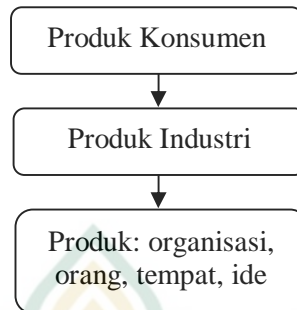 Produk Konsumen
Produk Industri
Produk: organisasi,
orang, tempat, ide